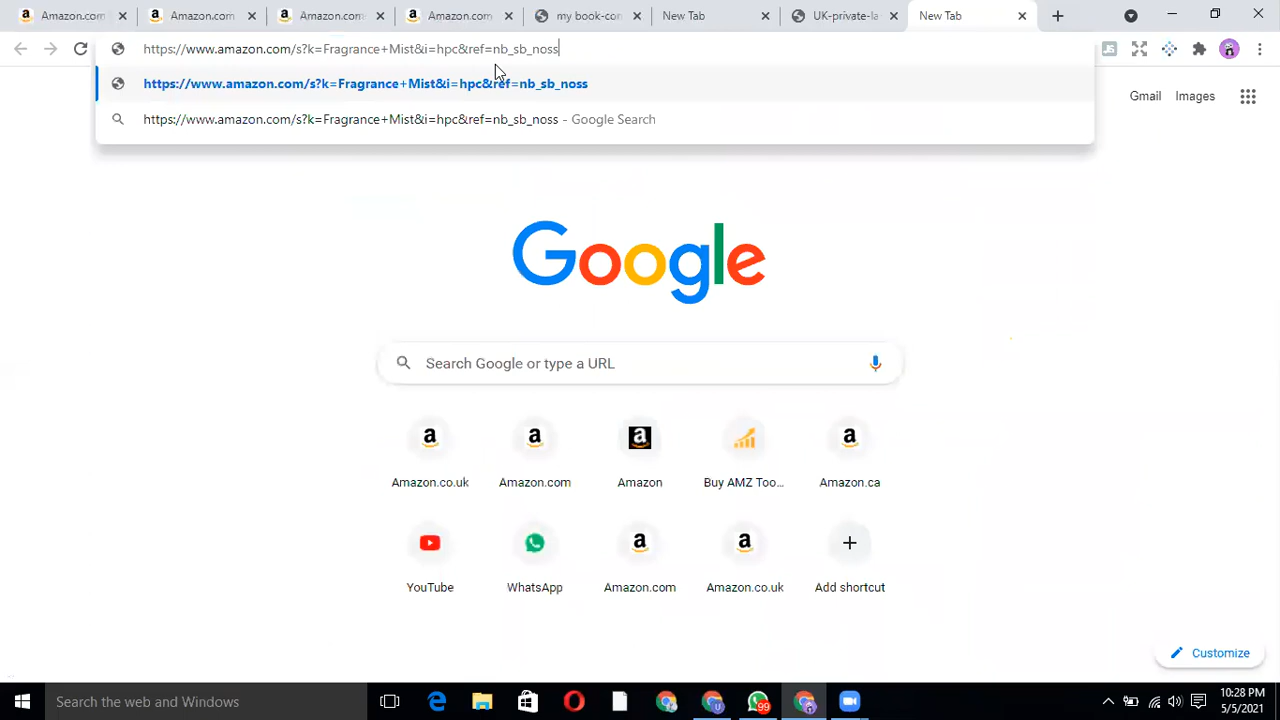 Amazon.com
Amazon.com
Amazon.com
Amazon.com
my book-con
New Tab
UK-private-la
New Tab
https://www.amazon.com/s?k=Fragrance+Mist&i=hpc&ref=nb_sb_noss
https://www.amazon.com/s?k=Fragrance+Mist&i=hpc&ref=nb_sb_noss
https://www.amazon.com/s?k=Fragrance+Mist&i=hpc&ref=nb_sb_noss - Google Search
Gmail Images
Google
Search Google or type a URL
Amazon.co.uk
Amazon.com
Amazon
Buy AMZ Too...
Amazon.ca
YouTube
WhatsApp
Amazon.com
Amazon.co.uk
Add shortcut
Customize
Search the web and Windows
99
10:28 PM
5/5/2021